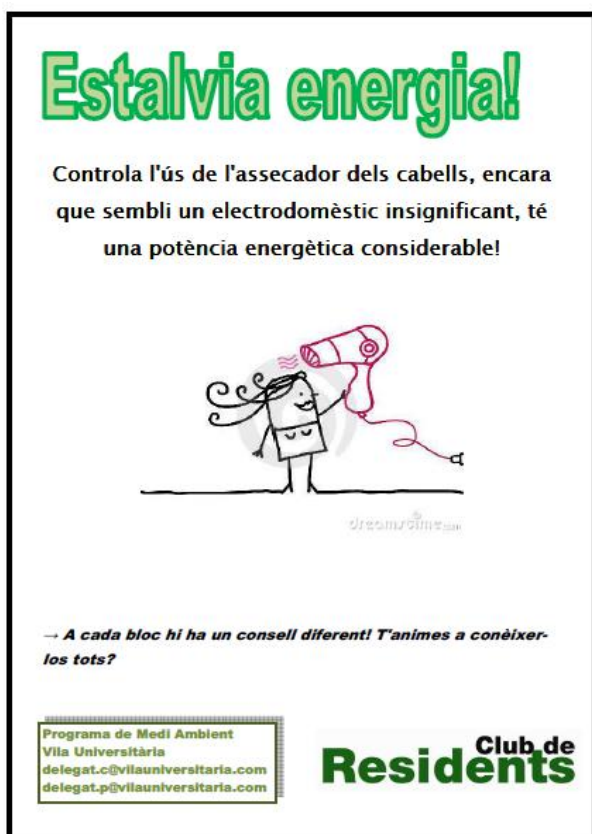 Estalvia energia!
Controla l'ús de l'assecador dels cabells, encara
que sembli un electrodomèstic insignificant, té
una potència energètica considerable!
dreamstime.com
→ A cada bloc hi ha un consell diferent! T'animes a conèixer-
los tots?
Programa de Medi Ambient
Vila Universitària
delegat.c@vilauniversitaria.com
delegat.p@vilauniversitaria.com
Club de
Residents